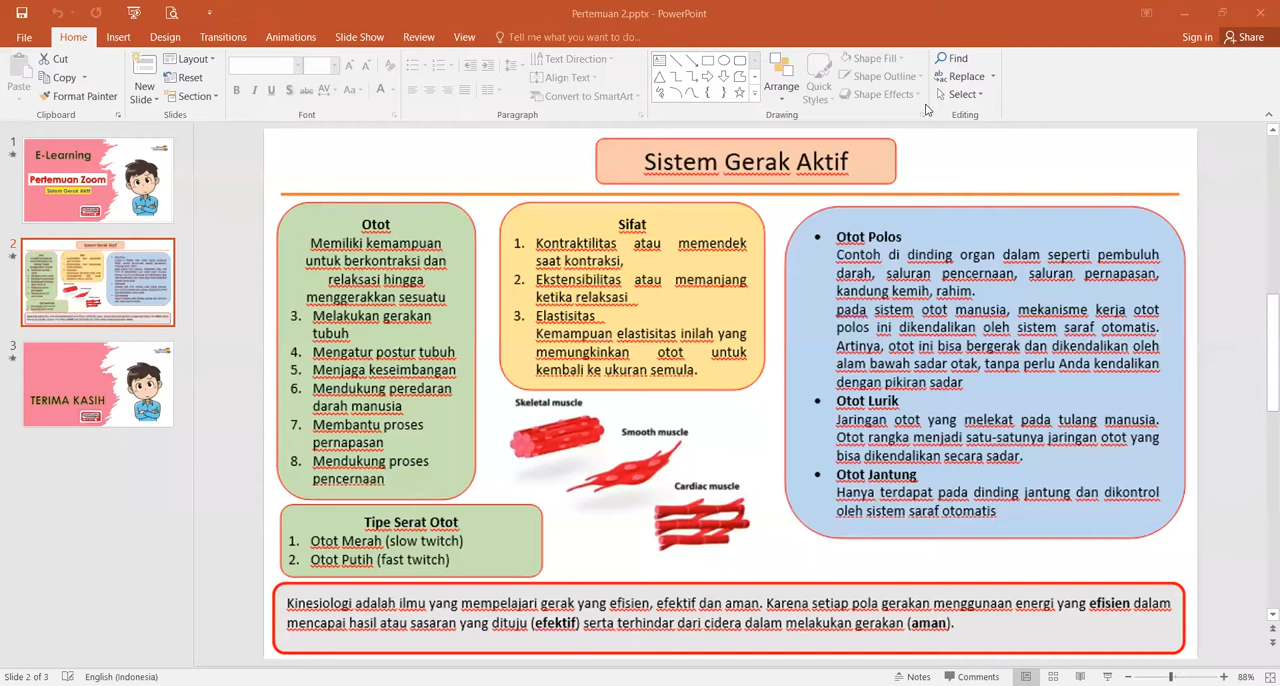 Pertemuan 2.pptx - PowerPoint
File Home Insert Design Transitions Animations Slide Show Review View Tell me what you want to do... Sign in Share
Paste
Cut
Copy
Format Painter
Clipboard
New
Slide
Layout
Reset
Section
Slides
B I U S abc AV Aa A
Font
Text Direction
Align Text
Convert to SmartArt
Paragraph
Arrange
Quick
Styles
Shape Fill
Shape Outline
Shape Effects
Drawing
Find
Replace
Select
Editing
1
E-Learning
Pertemuan Zoom
Sistem Gerak Aktif
2
3
TERIMA KASIH
Sistem Gerak Aktif
Otot
Memiliki kemampuan
untuk berkontraksi dan
relaksasi hingga
menggerakkan sesuatu
3. Melakukan gerakan
tubuh
4. Mengatur postur tubuh
5. Menjaga keseimbangan
6. Mendukung peredaran
darah manusia
7. Membantu proses
pernapasan
8. Mendukung proses
pencernaan
Tipe Serat Otot
1. Otot Merah (slow twitch)
2. Otot Putih (fast twitch)
Sifat
1. Kontraktilitas atau memendek
saat kontraksi,
2. Ekstensibilitas atau memanjang
ketika relaksasi
3. Elastisitas
Kemampuan elastisitas inilah yang
memungkinkan otot untuk
kembali ke ukuran semula.
Skeletal muscle
Smooth muscle
Cardiac muscle
• Otot Polos
Contoh di dinding organ dalam seperti pembuluh
darah, saluran pencernaan, saluran pernapasan,
kandung kemih, rahim.
pada sistem otot manusia, mekanisme kerja otot
polos ini dikendalikan oleh sistem saraf otomatis.
Artinya, otot ini bisa bergerak dan dikendalikan oleh
alam bawah sadar otak, tanpa perlu Anda kendalikan
dengan pikiran sadar
• Otot Lurik
Jaringan otot yang melekat pada tulang manusia.
Otot rangka menjadi satu-satunya jaringan otot yang
bisa dikendalikan secara sadar.
• Otot Jantung
Hanya terdapat pada dinding jantung dan dikontrol
oleh sistem saraf otomatis
Kinesiologi adalah ilmu yang mempelajari gerak yang efisien, efektif dan aman. Karena setiap pola gerakan menggunaan energi yang efisien dalam
mencapai hasil atau sasaran yang dituju (efektif) serta terhindar dari cidera dalam melakukan gerakan (aman).
Slide 2 of 3 English (Indonesia) Notes Comments 88%